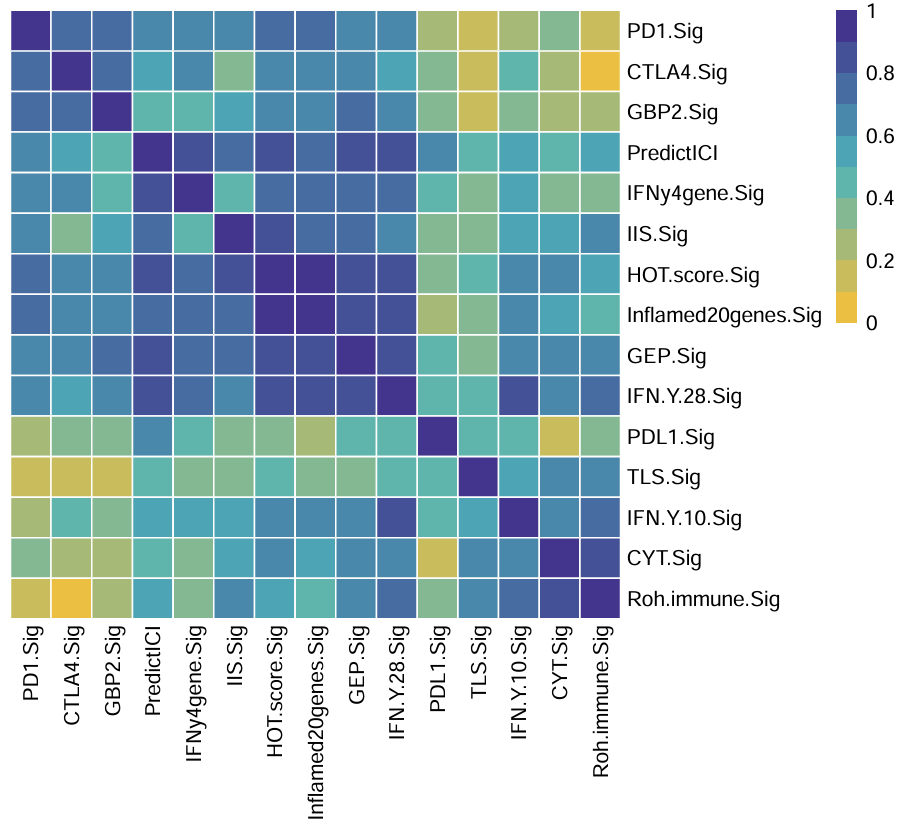 1
PD1.Sig
CTLA4.Sig
0.8
GBP2.Sig
PredictICI
0.6
IFNy4gene.Sig
0.4
IIS.Sig
HOT.score.Sig
0.2
Inflamed20genes.Sig
0
GEP.Sig
IFN.Y.28.Sig
PDL1.Sig
TLS.Sig
IFN.Y.10.Sig
CYT.Sig
Roh.immune.Sig
PD1.Sig
CTLA4.Sig
GBP2.Sig
PredictICI
IFNy4gene.Sig
IIS.Sig
HOT.score.Sig
Inflamed20genes.Sig
GEP.Sig
IFN.Y.28.Sig
PDL1.Sig
TLS.Sig
IFN.Y.10.Sig
CYT.Sig
Roh.immune.Sig